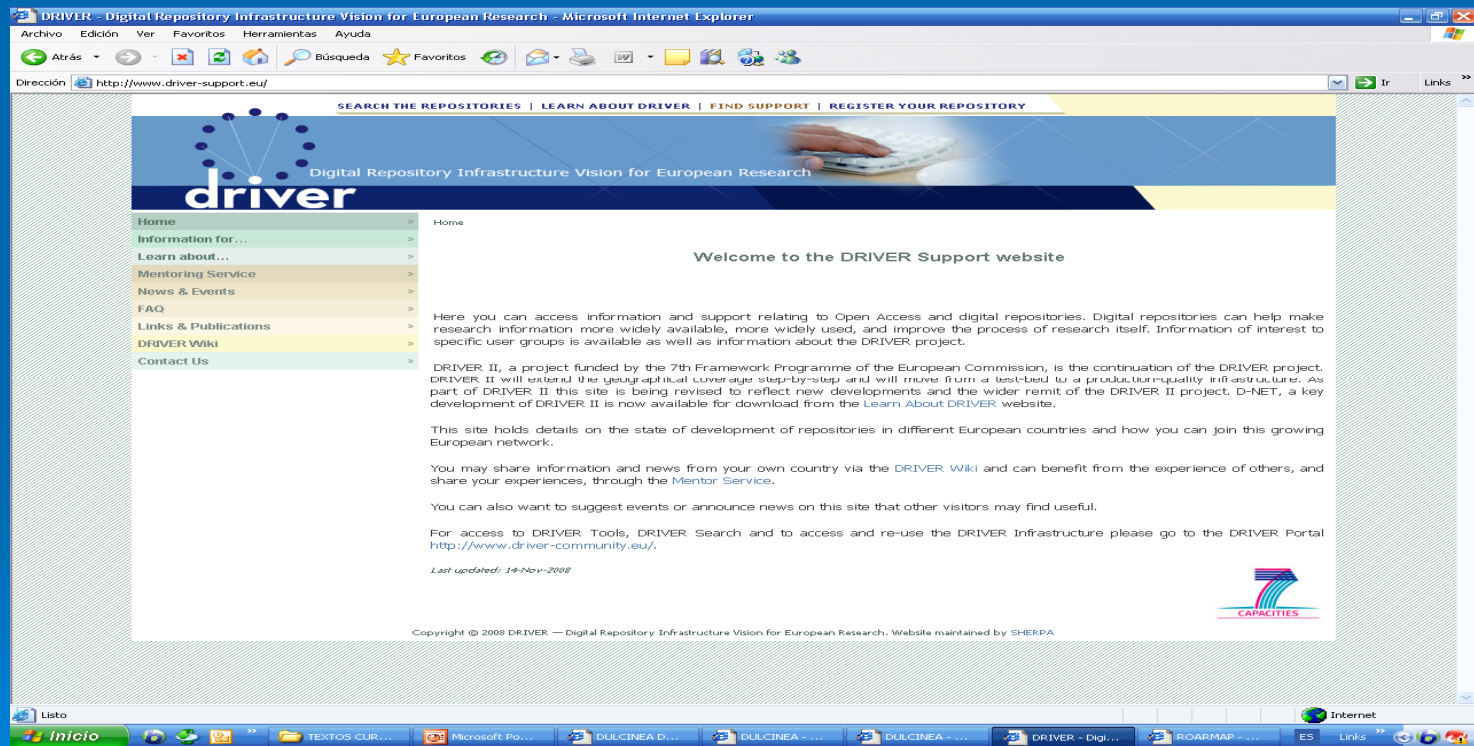 DRIVER - Digital Repository Infrastructure Vision for European Research - Microsoft Internet Explorer
Archivo Edición Ver Favoritos Herramientas Ayuda
Atrás Búsqueda Favoritos
Dirección http://www.driver-support.eu/ Ir Links »
SEARCH THE REPOSITORIES | LEARN ABOUT DRIVER | FIND SUPPORT | REGISTER YOUR REPOSITORY
Digital Repository Infrastructure Vision for European Research
driver
Home »
Information for... »
Learn about... »
Mentoring Service »
News & Events »
FAQ »
Links & Publications »
DRIVER Wiki »
Contact Us »
Home
Welcome to the DRIVER Support website
Here you can access information and support relating to Open Access and digital repositories. Digital repositories can help make
research information more widely available, more widely used, and improve the process of research itself. Information of interest to
specific user groups is available as well as information about the DRIVER project.
DRIVER II, a project funded by the 7th Framework Programme of the European Commission, is the continuation of the DRIVER project.
DRIVER II will extend the geographical coverage step-by-step and will move from a test-bed to a production-quality infrastructure. As
part of DRIVER II this site is being revised to reflect new developments and the wider remit of the DRIVER II project. D-NET, a key
development of DRIVER II is now available for download from the Learn About DRIVER website.
This site holds details on the state of development of repositories in different European countries and how you can join this growing
European network.
You may share information and news from your own country via the DRIVER Wiki and can benefit from the experience of others, and
share your experiences, through the Mentor Service.
You can also want to suggest events or announce news on this site that other visitors may find useful.
For access to DRIVER Tools, DRIVER Search and to access and re-use the DRIVER Infrastructure please go to the DRIVER Portal
http://www.driver-community.eu/.
Last updated: 14-Nov-2008
7
CAPACITIES
Copyright © 2008 DRIVER — Digital Repository Infrastructure Vision for European Research. Website maintained by SHERPA
Listo Internet
Inicio » TEXTOS CUR... Microsoft Po... DULCINEA D... DULCINEA - ... DULCINEA - ... DRIVER - Digi... ROARMAP - ... ES Links »